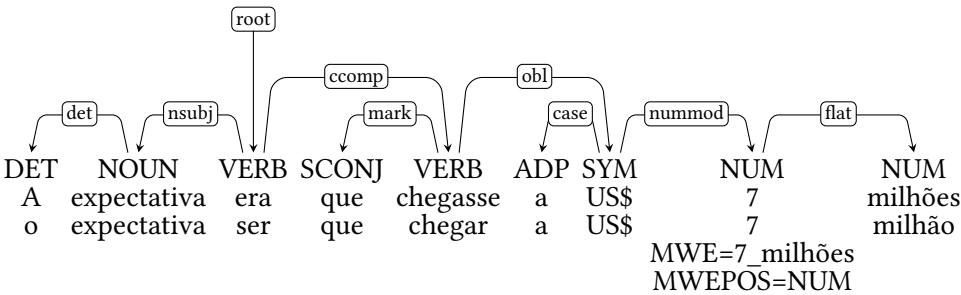 root
ccomp obl
det nsubj mark case nummod flat
DET NOUN VERB SCONJ VERB ADP SYM NUM NUM
A expectativa era que chegasse a US$ 7 milhões
o expectativa ser que chegar a US$ 7 milhão
MWE=7_milhões
MWEPOS=NUM